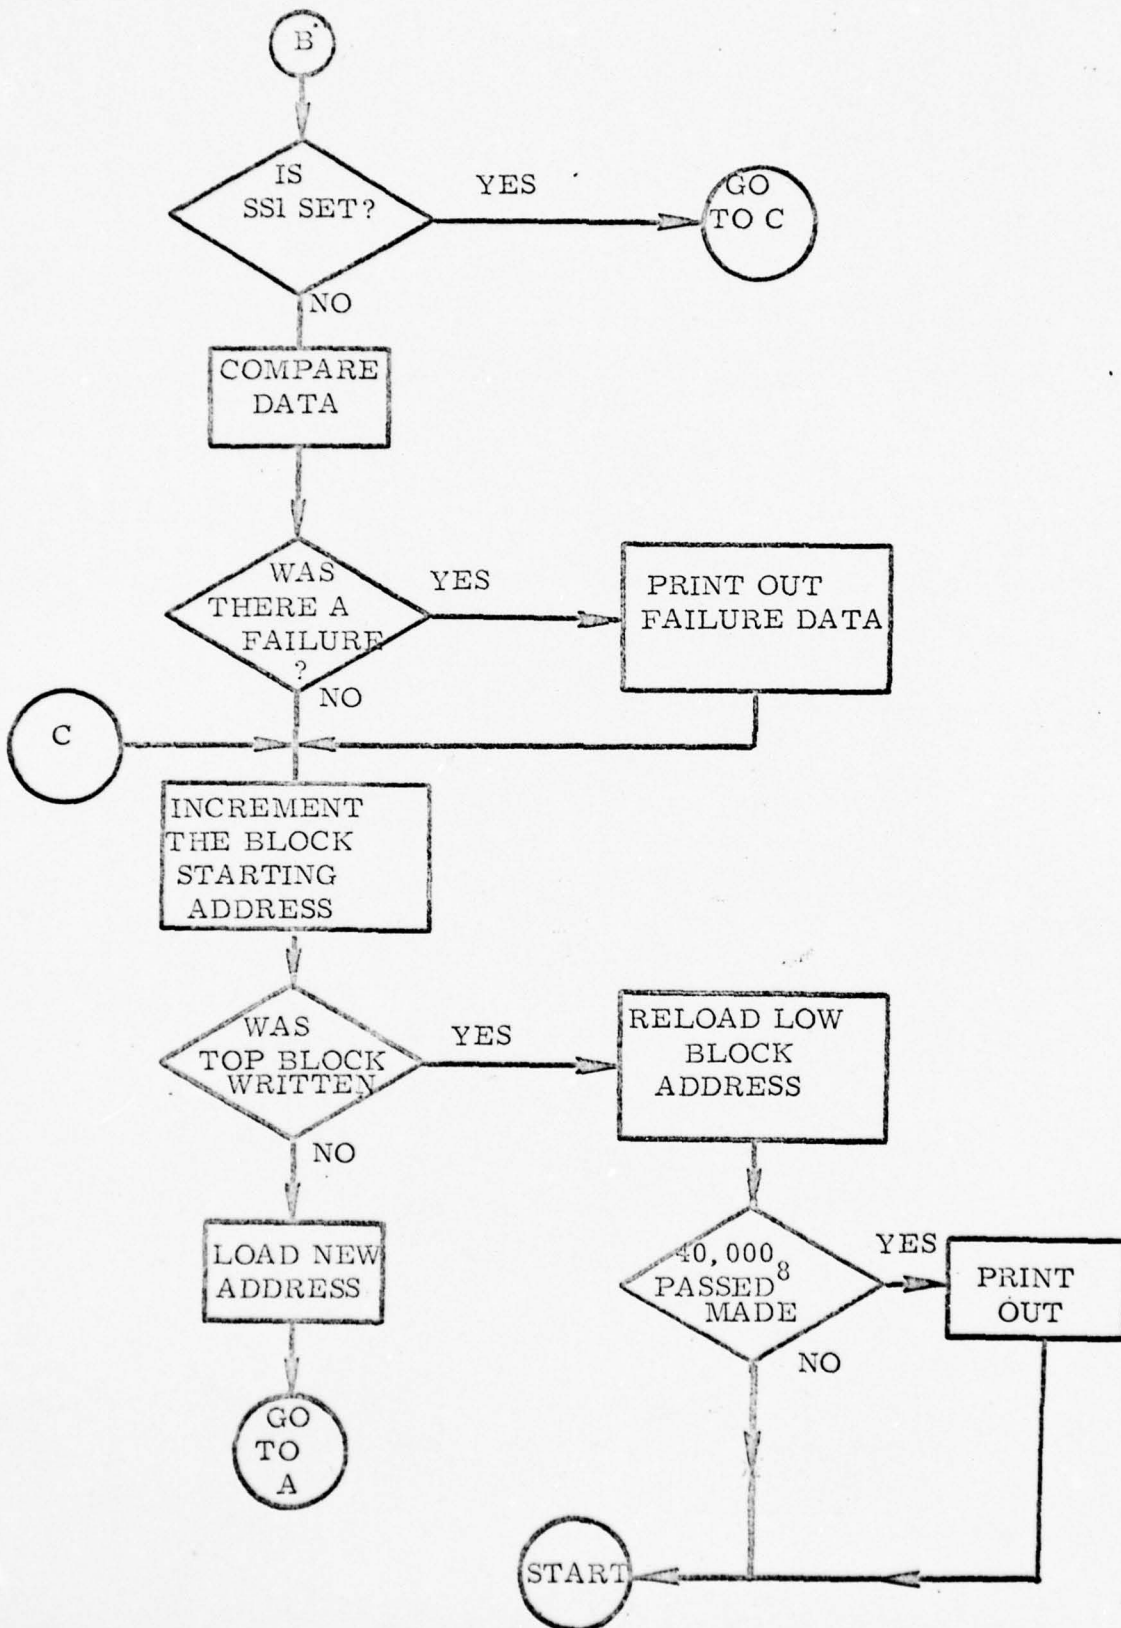 B
IS
SS1 SET?
YES
GO
TO C
NO
COMPARE
DATA
WAS
THERE A
FAILURE
?
YES
PRINT OUT
FAILURE DATA
NO
C
INCREMENT
THE BLOCK
STARTING
ADDRESS
WAS
TOP BLOCK
WRITTEN
YES
RELOAD LOW
BLOCK
ADDRESS
NO
LOAD NEW
ADDRESS
40,000₈
PASSED
MADE
YES
PRINT
OUT
NO
GO
TO
A
START